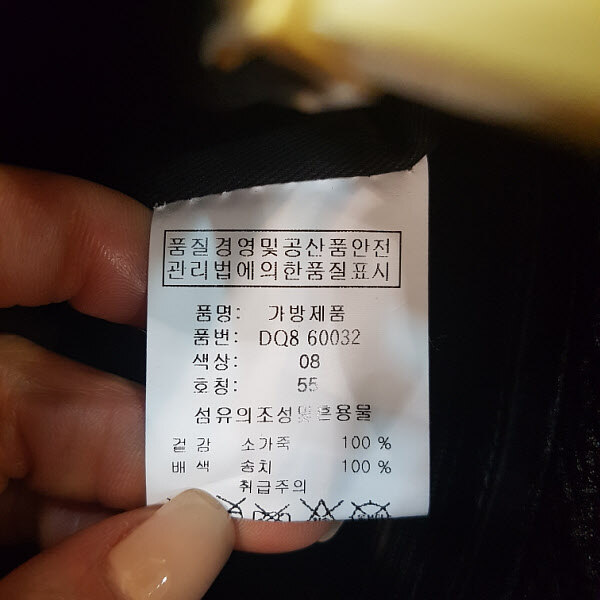 품질경영및공산품안전
관리법에의한품질표시
품명: 가방제품
품번: DQ8 60032
색상: 08
호칭: 55
섬유의조성및혼용물
겉감 소가죽 100 %
배색 송치 100 %
취급주의